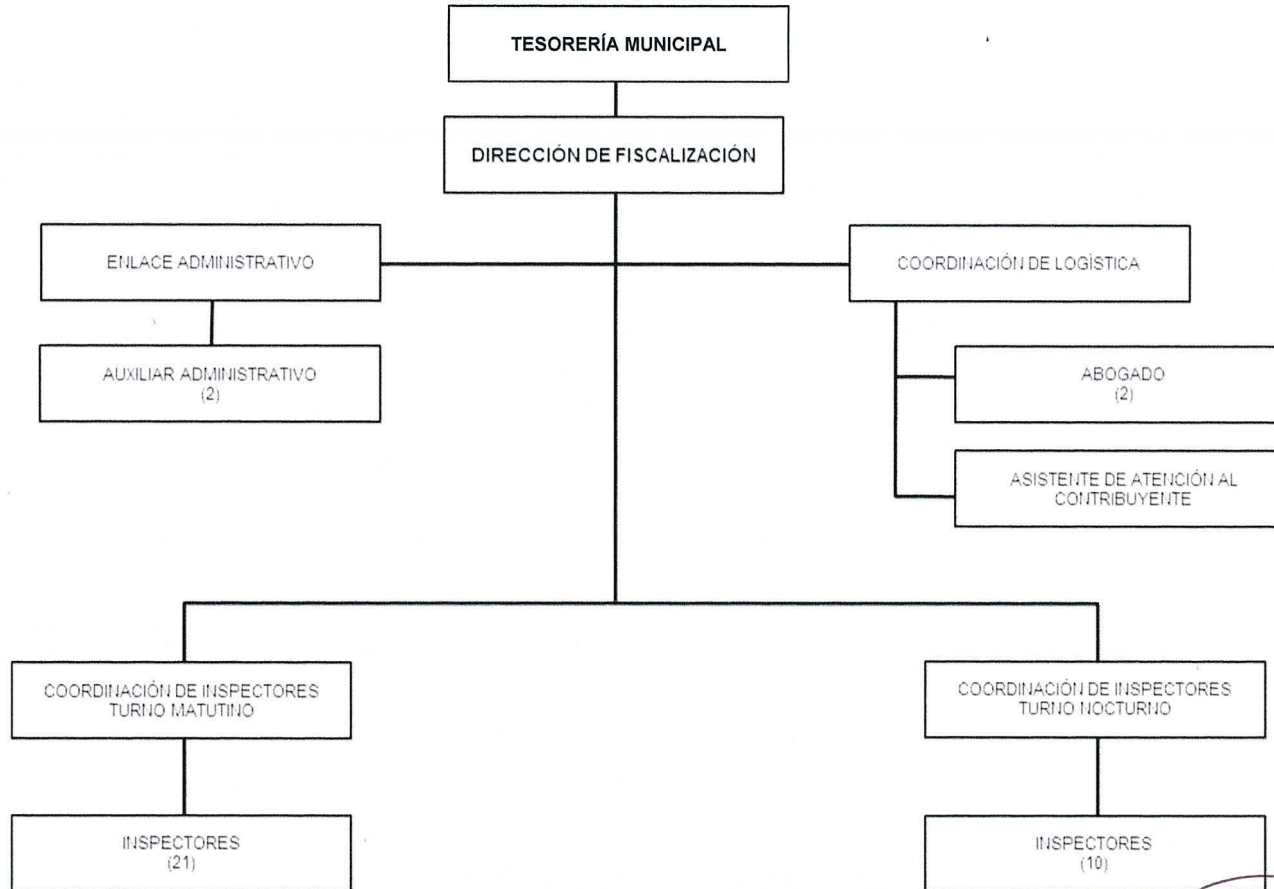 TESORERÍA MUNICIPAL
DIRECCIÓN DE FISCALIZACIÓN
ENLACE ADMINISTRATIVO
COORDINACIÓN DE LOGÍSTICA
AUXILIAR ADMINISTRATIVO
(2)
ABOGADO
(2)
ASISTENTE DE ATENCIÓN AL
CONTRIBUYENTE
COORDINACIÓN DE INSPECTORES
TURNO MATUTINO
COORDINACIÓN DE INSPECTORES
TURNO NOCTURNO
INSPECTORES
(21)
INSPECTORES
(10)